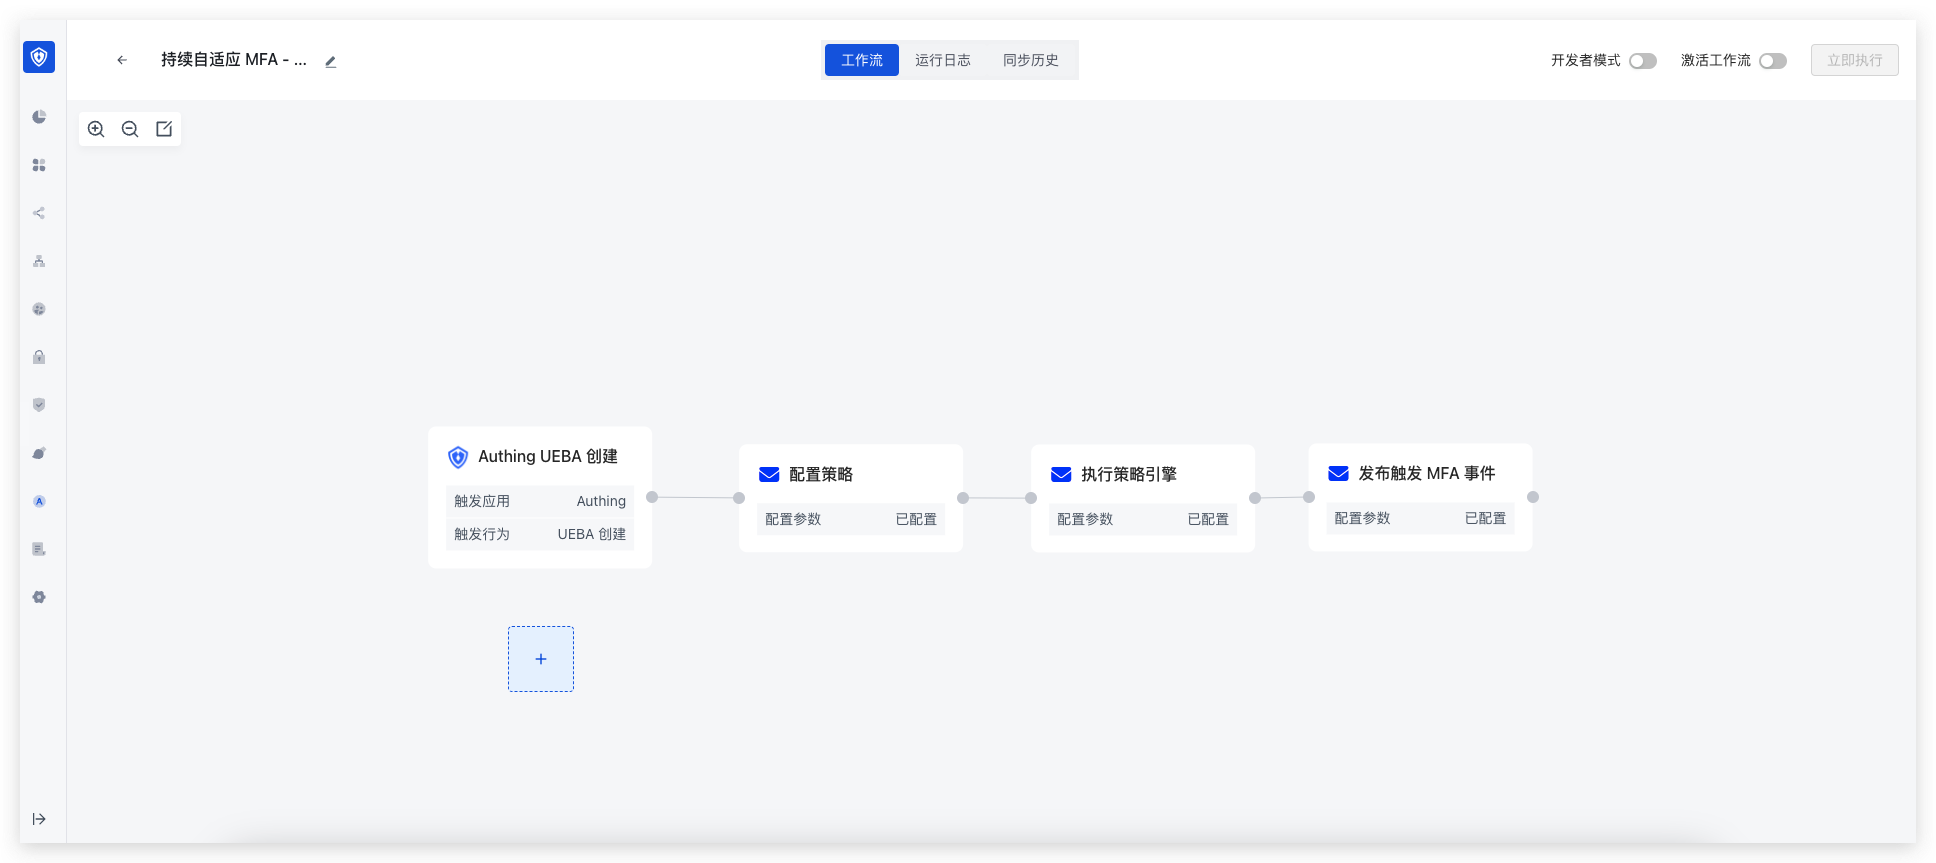 持续自适应 MFA - ...
工作流 运行日志 同步历史
开发者模式 激活工作流 立即执行
Authing UEBA 创建
触发应用 Authing
触发行为 UEBA 创建
配置策略
配置参数 已配置
执行策略引擎
配置参数 已配置
发布触发 MFA 事件
配置参数 已配置